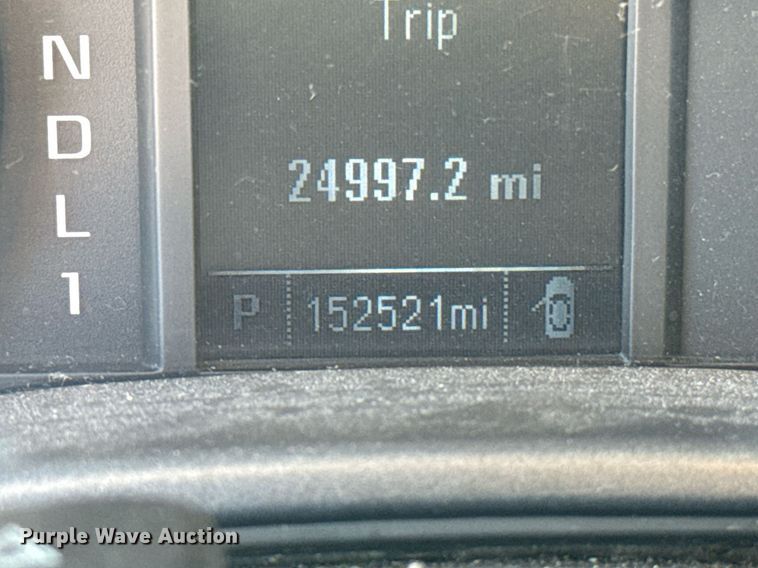 N
D
L
1
Trip
24997.2 mi
P 152521mi
Purple Wave Auction